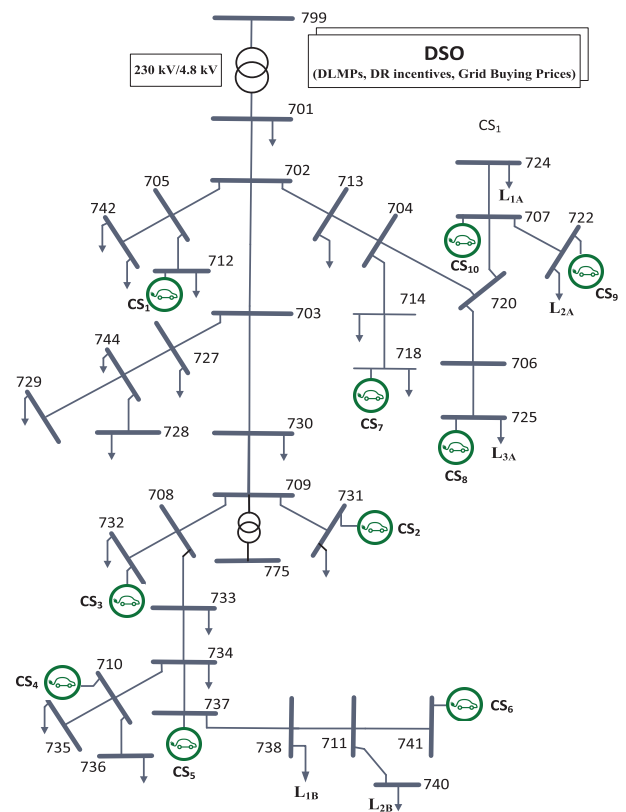 799
DSO
(DLMPs, DR incentives, Grid Buying Prices)
230 kV/4.8 kV
701
CS1
702
713
724
705
704
L1A
742
707
722
712
CS10
CS1
CS9
L2A
720
703
714
744
727
718
706
729
CS7
728
730
725
L3A
CS8
709
708
731
732
CS2
775
CS3
733
734
710
CS4
737
CS6
735
736
CS5
738
711
741
L1B
740
L2B